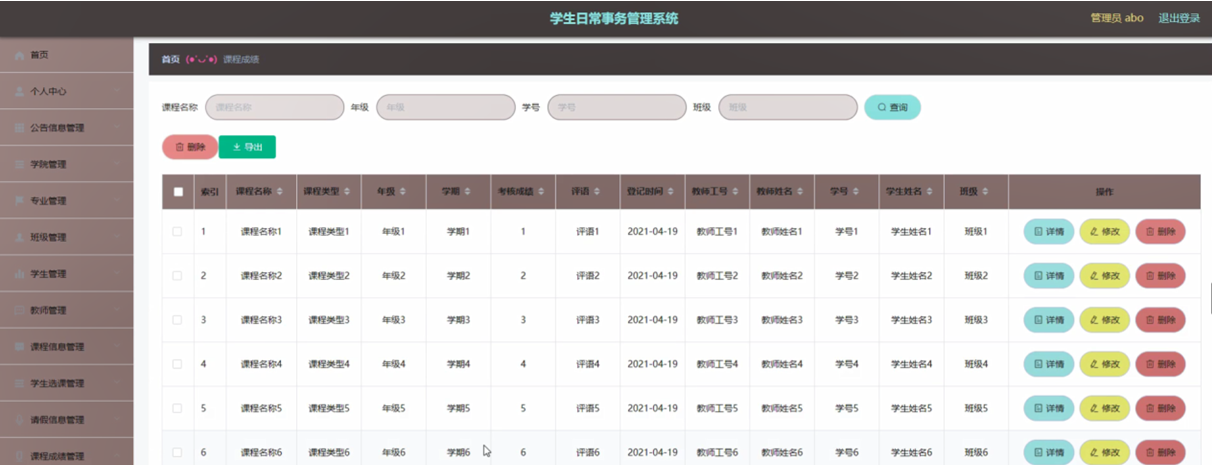 学生日常事务管理系统
管理员 abo 退出登录
首页
个人中心
公告信息管理
学院管理
专业管理
班级管理
学生管理
教师管理
课程信息管理
学生选课管理
请假信息管理
课程成绩管理
首页 (●'◡'●) 课程成绩
课程名称 课程名称 年级 年级 学号 学号 班级 班级 查询
删除 导出
索引 课程名称 课程类型 年级 学期 考核成绩 评语 登记时间 教师工号 教师姓名 学号 学生姓名 班级 操作
1 课程名称1 课程类型1 年级1 学期1 1 评语1 2021-04-19 教师工号1 教师姓名1 学号1 学生姓名1 班级1 详情 修改 删除
2 课程名称2 课程类型2 年级2 学期2 2 评语2 2021-04-19 教师工号2 教师姓名2 学号2 学生姓名2 班级2 详情 修改 删除
3 课程名称3 课程类型3 年级3 学期3 3 评语3 2021-04-19 教师工号3 教师姓名3 学号3 学生姓名3 班级3 详情 修改 删除
4 课程名称4 课程类型4 年级4 学期4 4 评语4 2021-04-19 教师工号4 教师姓名4 学号4 学生姓名4 班级4 详情 修改 删除
5 课程名称5 课程类型5 年级5 学期5 5 评语5 2021-04-19 教师工号5 教师姓名5 学号5 学生姓名5 班级5 详情 修改 删除
6 课程名称6 课程类型6 年级6 学期6 6 评语6 2021-04-19 教师工号6 教师姓名6 学号6 学生姓名6 班级6 详情 修改 删除